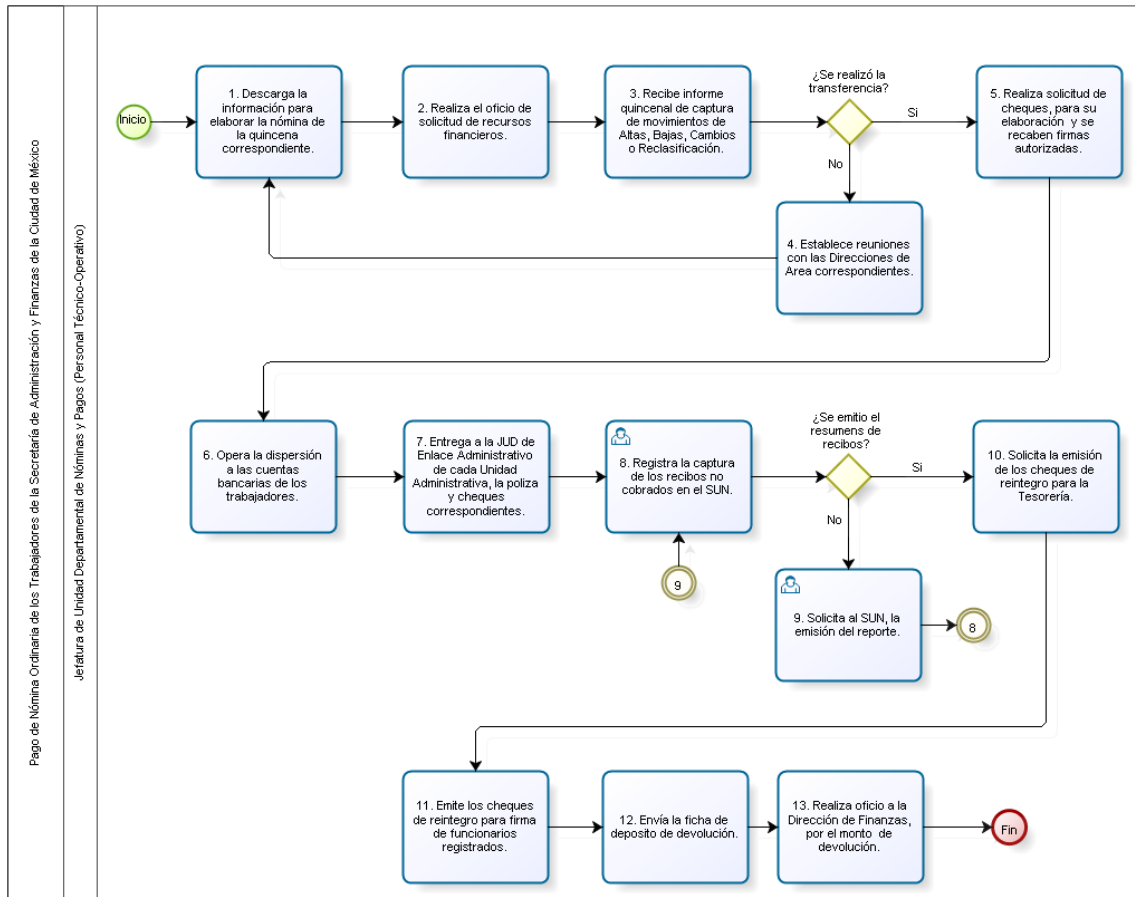 Pago de Nómina Ordinaria de los Trabajadores de la Secretaría de Administración y Finanzas de la Ciudad de México
Jefatura de Unidad Departamental de Nóminas y Pagos (Personal Técnico-Operativo)
Inicio
1. Descarga la
información para
elaborar la nómina de
la quincena
correspondiente.
2. Realiza el oficio de
solicitud de recursos
financieros.
3. Recibe informe
quincenal de captura
de movimientos de
Altas, Bajas, Cambios
o Reclasificación.
¿Se realizó la
transferencia?
Si
No
4. Establece reuniones
con las Direcciones de
Area correspondientes.
5. Realiza solicitud de
cheques, para su
elaboración y se
recaben firmas
autorizadas.
6. Opera la dispersión
a las cuentas
bancarias de los
trabajadores.
7. Entrega a la JUD de
Enlace Administrativo
de cada Unidad
Administrativa, la poliza
y cheques
correspondientes.
8. Registra la captura
de los recibos no
cobrados en el SUN.
9
¿Se emitio el
resumens de
recibos?
Si
No
9. Solicita al SUN, la
emisión del reporte.
8
10. Solicita la emisión
de los cheques de
reintegro para la
Tesorería.
11. Emite los cheques
de reintegro para firma
de funcionarios
registrados.
12. Envía la ficha de
deposito de devolución.
13. Realiza oficio a la
Dirección de Finanzas,
por el monto de
devolución.
Fin